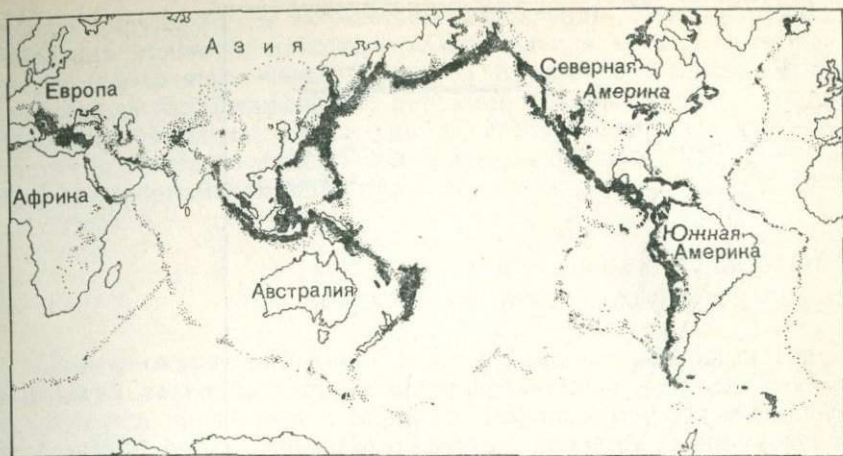 Азия
Европа
Северная
Америка
Африка
Южная
Америка
Австралия